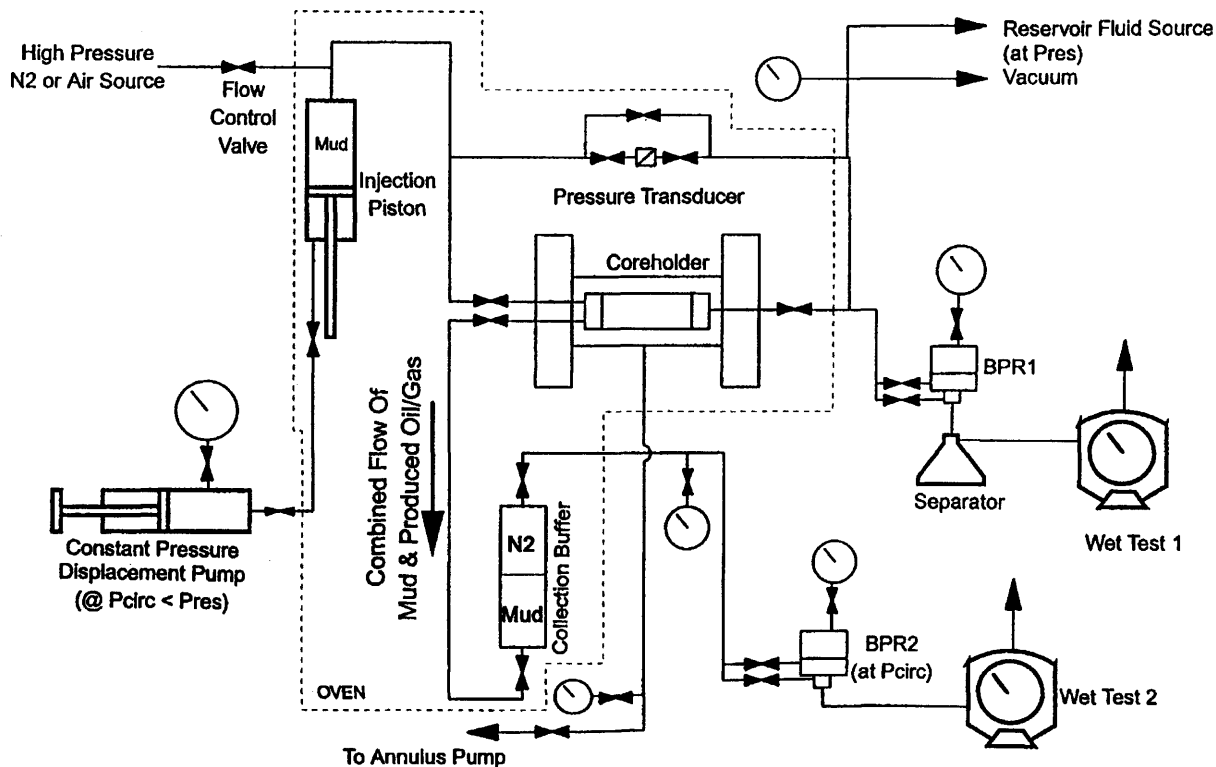 High Pressure
N2 or Air Source
Flow
Control
Valve
Mud
Injection
Piston
Reservoir Fluid Source
(at Pres)
Vacuum
Pressure Transducer
Coreholder
BPR1
Separator
Wet Test 1
Constant Pressure
Displacement Pump
(@ Pcirc < Pres)
Combined Flow Of
Mud & Produced Oil/Gas
N2
Mud
Collection Buffer
BPR2
(at Pcirc)
Wet Test 2
OVEN
To Annulus Pump